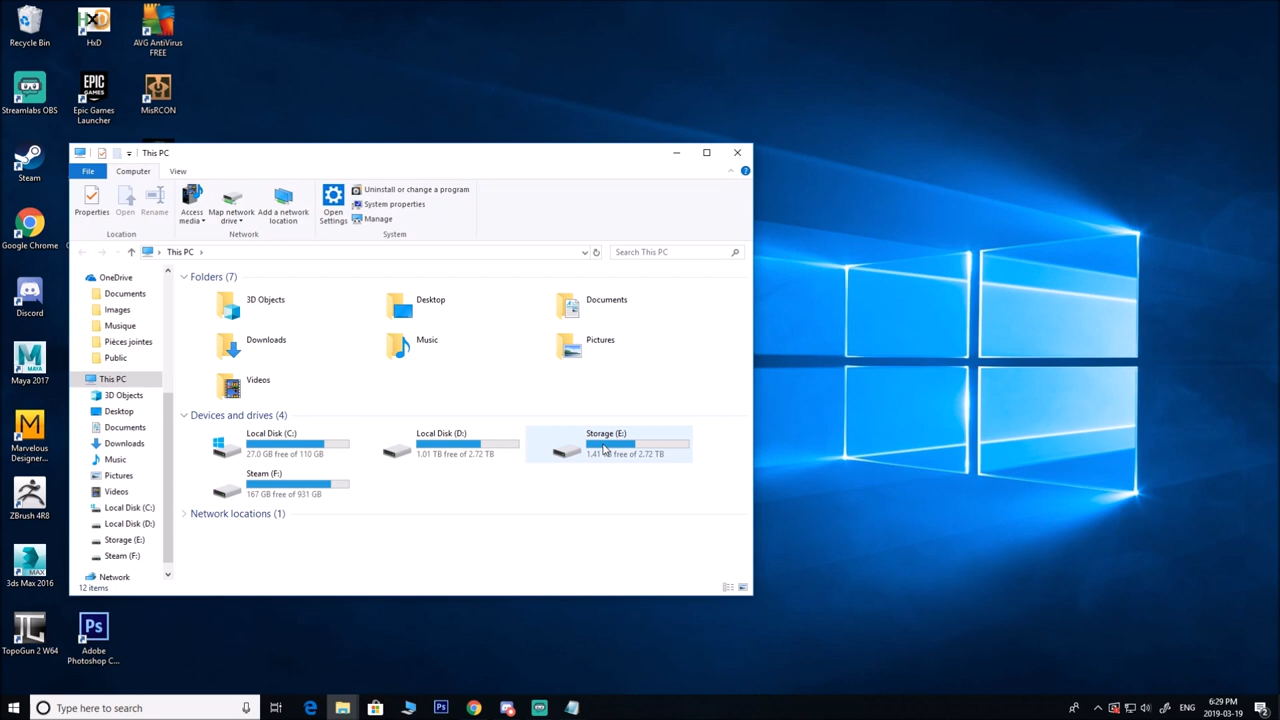 Recycle Bin
HxD
AVG AntiVirus
FREE
Streamlabs OBS
EPIC
GAMES
Epic Games
Launcher
MisRCON
Steam
Google Chrome
Discord
Maya 2017
Marvelous
Designer...
ZBrush 4R8
3ds Max 2016
TopoGun 2 W64
Ps
Adobe
Photoshop C...
This PC
File
Computer
View
Properties
Open
Rename
Access
media
Map network
drive
Add a network
location
Open
Settings
Uninstall or change a program
System properties
Manage
Location
Network
System
This PC
Search This PC
OneDrive
Documents
Images
Musique
Pièces jointes
Public
This PC
3D Objects
Desktop
Documents
Downloads
Music
Pictures
Videos
Local Disk (C:)
Local Disk (D:)
Storage (E:)
Steam (F:)
Network
Folders (7)
3D Objects
Desktop
Documents
Downloads
Music
Pictures
Videos
Devices and drives (4)
Local Disk (C:)
27.0 GB free of 110 GB
Local Disk (D:)
1.01 TB free of 2.72 TB
Storage (E:)
1.41 TB free of 2.72 TB
Steam (F:)
167 GB free of 931 GB
Network locations (1)
12 items
Type here to search
Ps
ENG
6:29 PM
2019-03-19
2